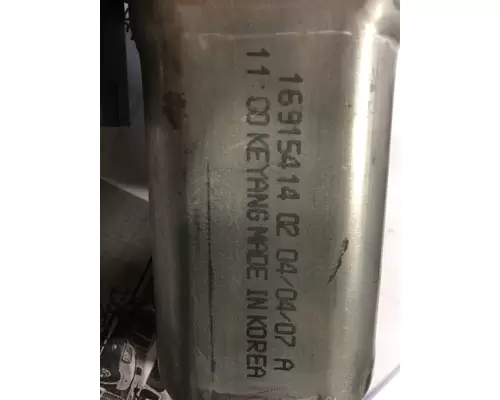 16915414 02 04/04/07 A
11:00 KEYANG MADE IN KOREA